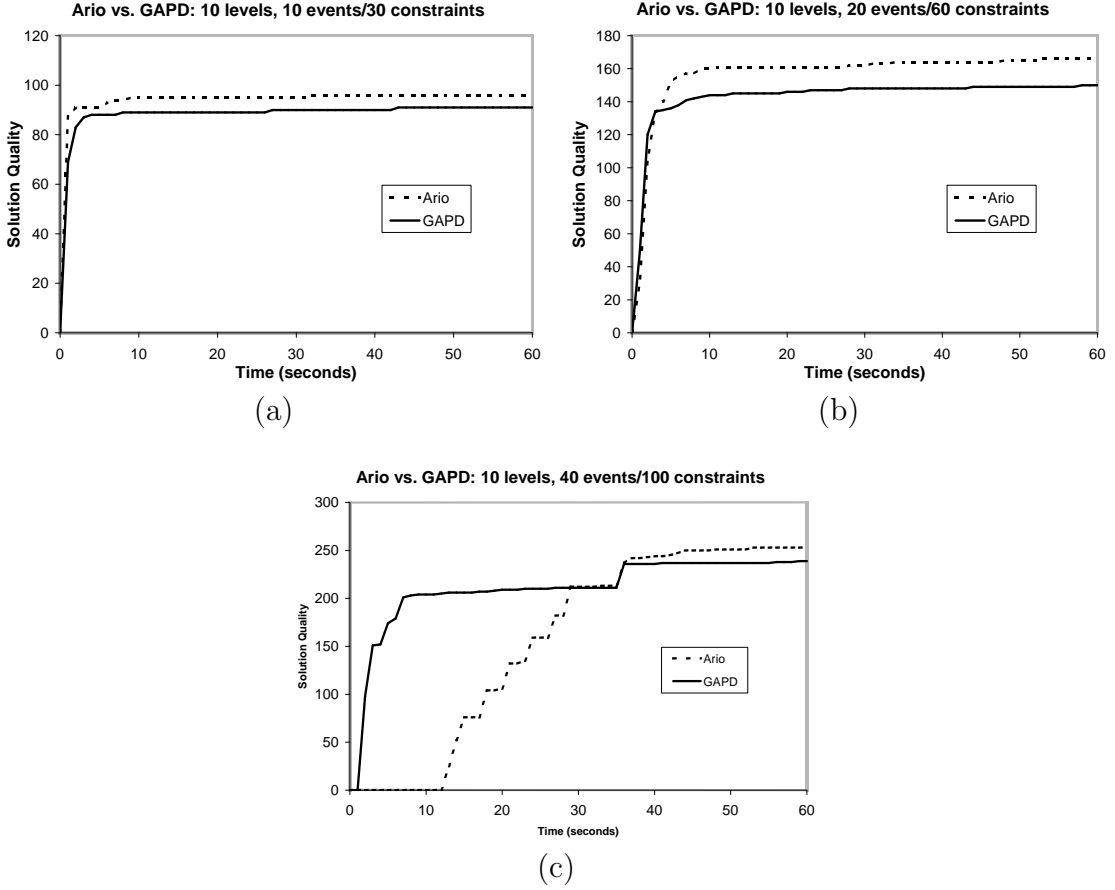 Ario vs. GAPD: 10 levels, 10 events/30 constraints
120
100
80
60
40
20
0
0 10 20 30 40 50 60
Solution Quality
Time (seconds)
Ario
GAPD
(a)
Ario vs. GAPD: 10 levels, 20 events/60 constraints
180
160
140
120
100
80
60
40
20
0
0 10 20 30 40 50 60
Solution Quality
Time (seconds)
Ario
GAPD
(b)
Ario vs. GAPD: 10 levels, 40 events/100 constraints
300
250
200
150
100
50
0
0 10 20 30 40 50 60
Solution Quality
Time (seconds)
Ario
GAPD
(c)